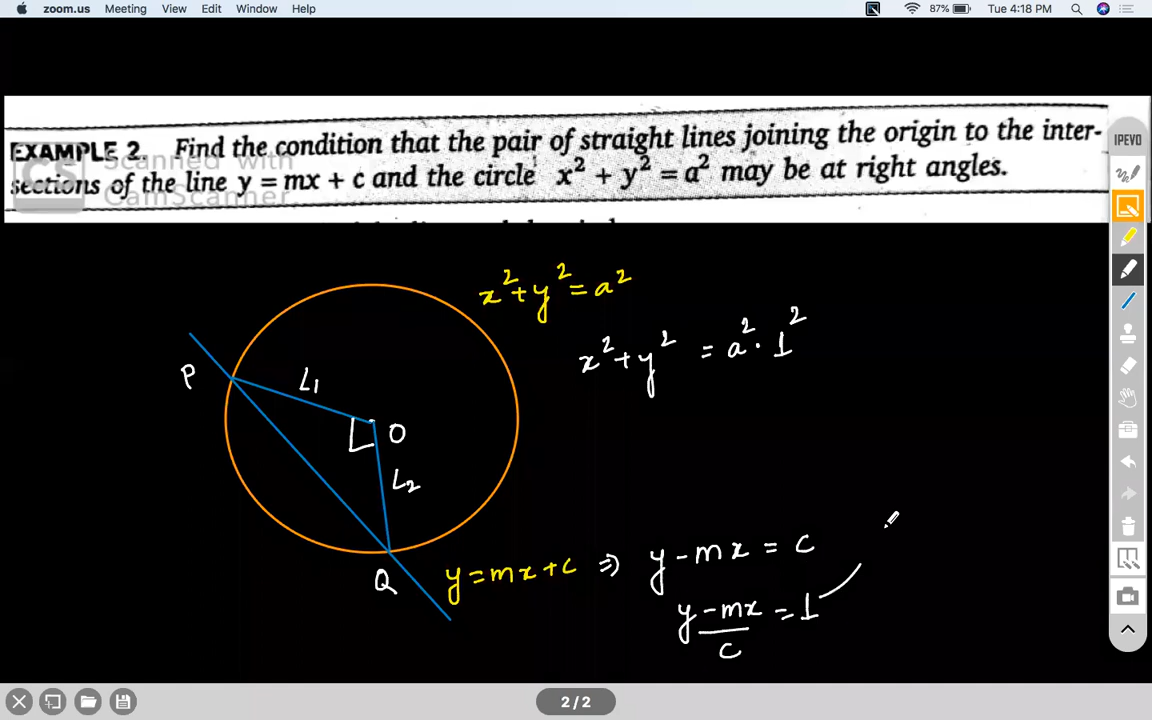 zoom.us Meeting View Edit Window Help 87% Tue 4:18 PM
EXAMPLE 2. Find the condition that the pair of straight lines joining the origin to the inter-
sections of the line y = mx + c and the circle x² + y² = a² may be at right angles.
CS Scanned with
CamScanner
IPEVO
x² + y² = a²
x² + y² = a² · 1²
P
L₁
O
L₂
Q
y = mx + c ⇒ y - mx = c
y - mx = 1
c
2 / 2